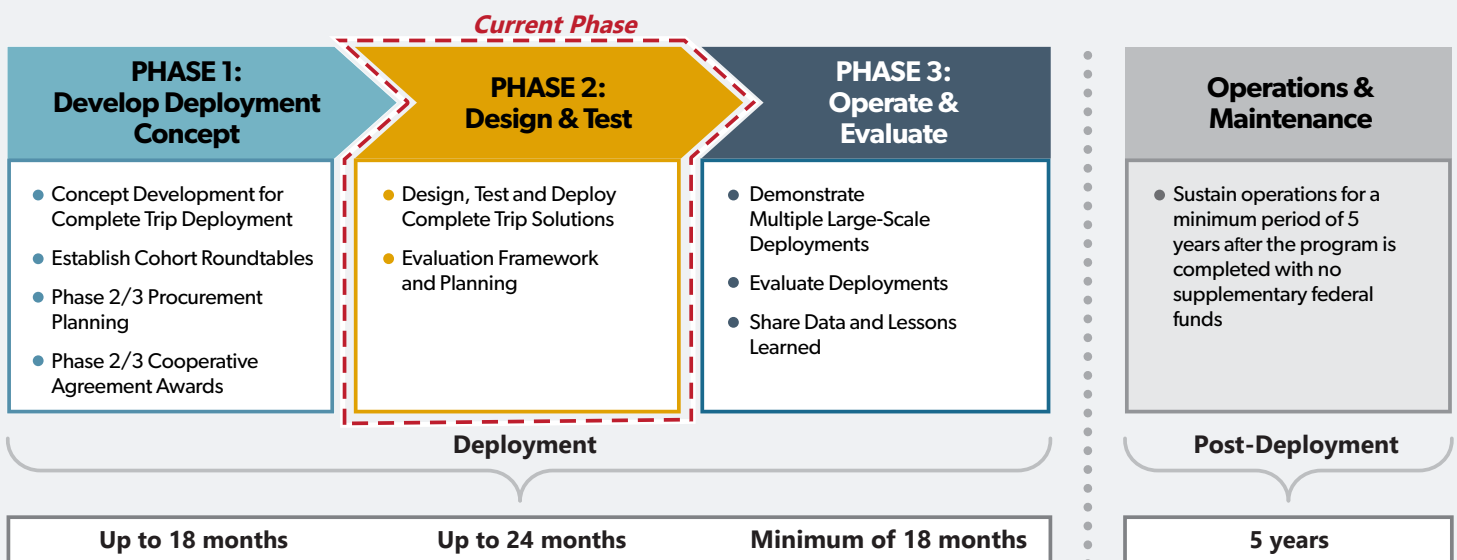 Current Phase
PHASE 1:
Develop Deployment
Concept
Concept Development for
Complete Trip Deployment
Establish Cohort Roundtables
Phase 2/3 Procurement
Planning
Phase 2/3 Cooperative
Agreement Awards
PHASE 2:
Design & Test
Design, Test and Deploy
Complete Trip Solutions
Evaluation Framework
and Planning
PHASE 3:
Operate &
Evaluate
Demonstrate
Multiple Large-Scale
Deployments
Evaluate Deployments
Share Data and Lessons
Learned
Operations &
Maintenance
Sustain operations for a
minimum period of 5
years after the program is
completed with no
supplementary federal
funds
Deployment
Post-Deployment
Up to 18 months
Up to 24 months
Minimum of 18 months
5 years